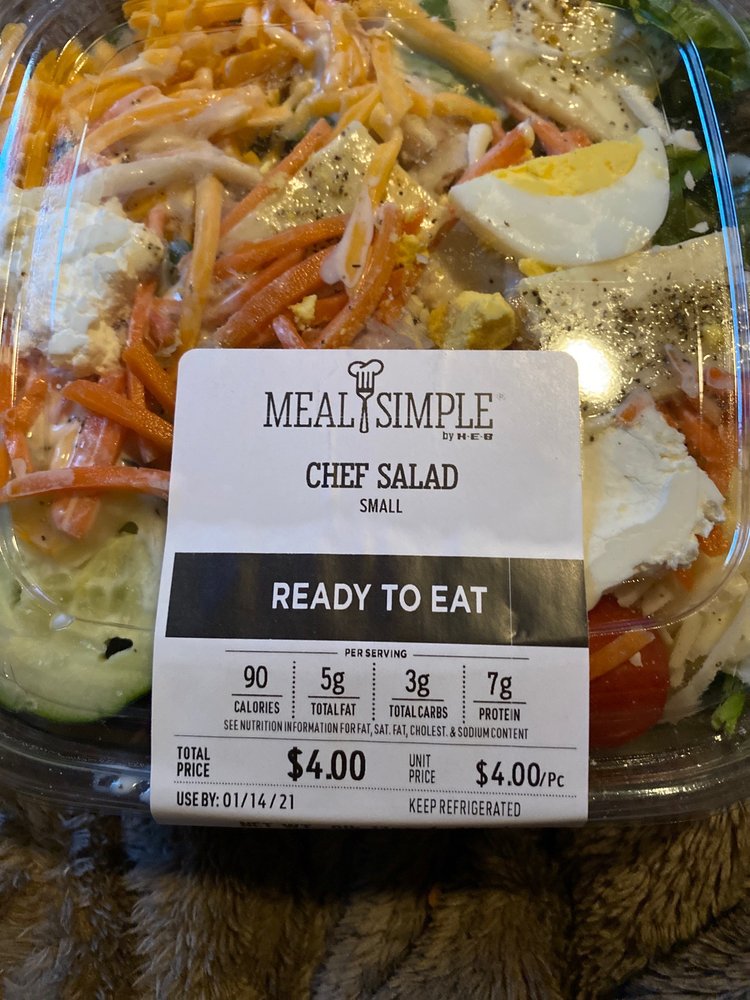 MEAL SIMPLE®
by H-E-B
CHEF SALAD
SMALL
READY TO EAT
PER SERVING
90 5g 3g 7g
CALORIES TOTAL FAT TOTAL CARBS PROTEIN
SEE NUTRITION INFORMATION FOR FAT, SAT. FAT, CHOLEST. & SODIUM CONTENT
TOTAL PRICE $4.00 UNIT PRICE $4.00/Pc
USE BY: 01/14/21 KEEP REFRIGERATED
NET WT